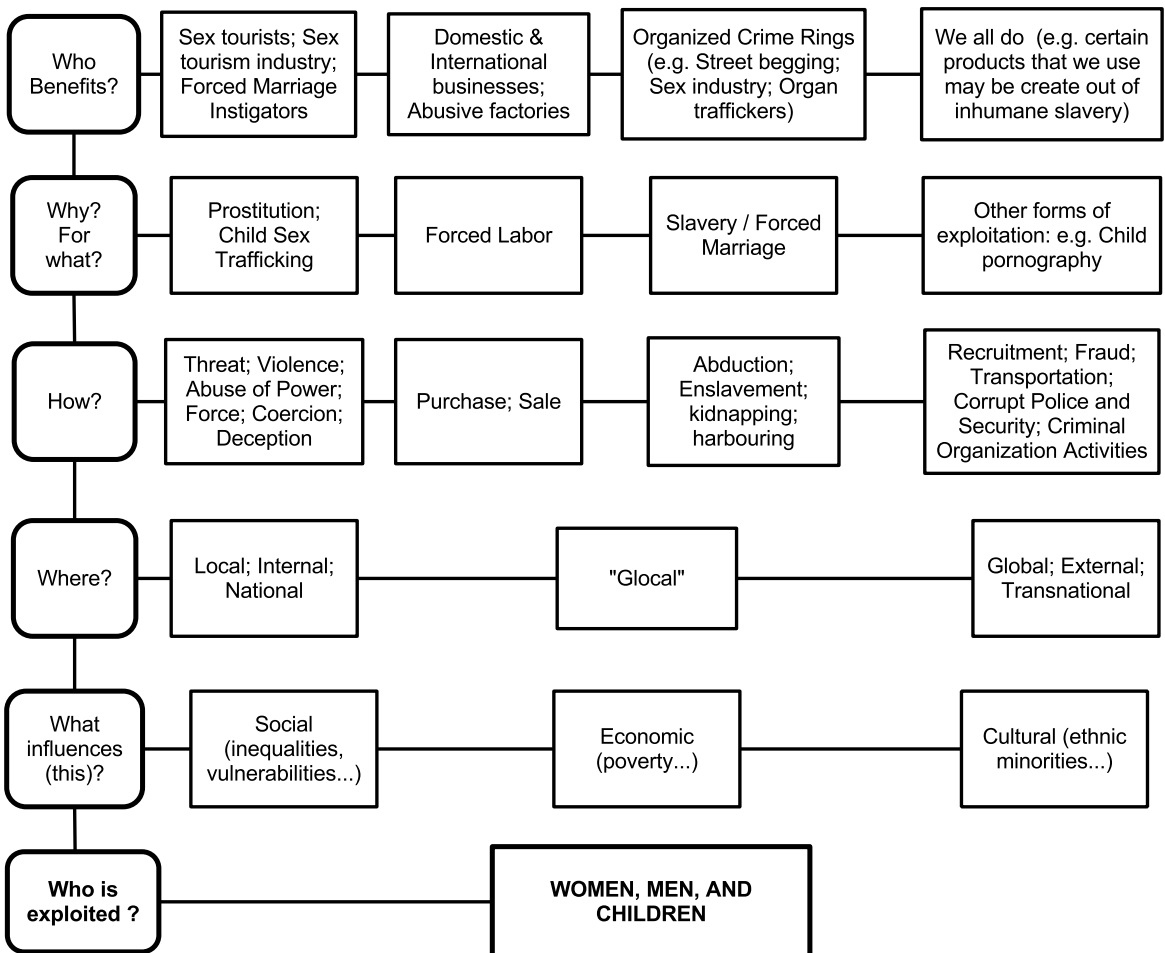 Who
Benefits?
Sex tourists; Sex
tourism industry;
Forced Marriage
Instigators
Domestic &
International
businesses;
Abusive factories
Organized Crime Rings
(e.g. Street begging;
Sex industry; Organ
traffickers)
We all do (e.g. certain
products that we use
may be create out of
inhumane slavery)
Why?
For
what?
Prostitution;
Child Sex
Trafficking
Forced Labor
Slavery / Forced
Marriage
Other forms of
exploitation: e.g. Child
pornography
How?
Threat; Violence;
Abuse of Power;
Force; Coercion;
Deception
Purchase; Sale
Abduction;
Enslavement;
kidnapping;
harbouring
Recruitment; Fraud;
Transportation;
Corrupt Police and
Security; Criminal
Organization Activities
Where?
Local; Internal;
National
"Glocal"
Global; External;
Transnational
What
influences
(this)?
Social
(inequalities,
vulnerabilities...)
Economic
(poverty...)
Cultural (ethnic
minorities...)
Who is
exploited ?
WOMEN, MEN, AND
CHILDREN